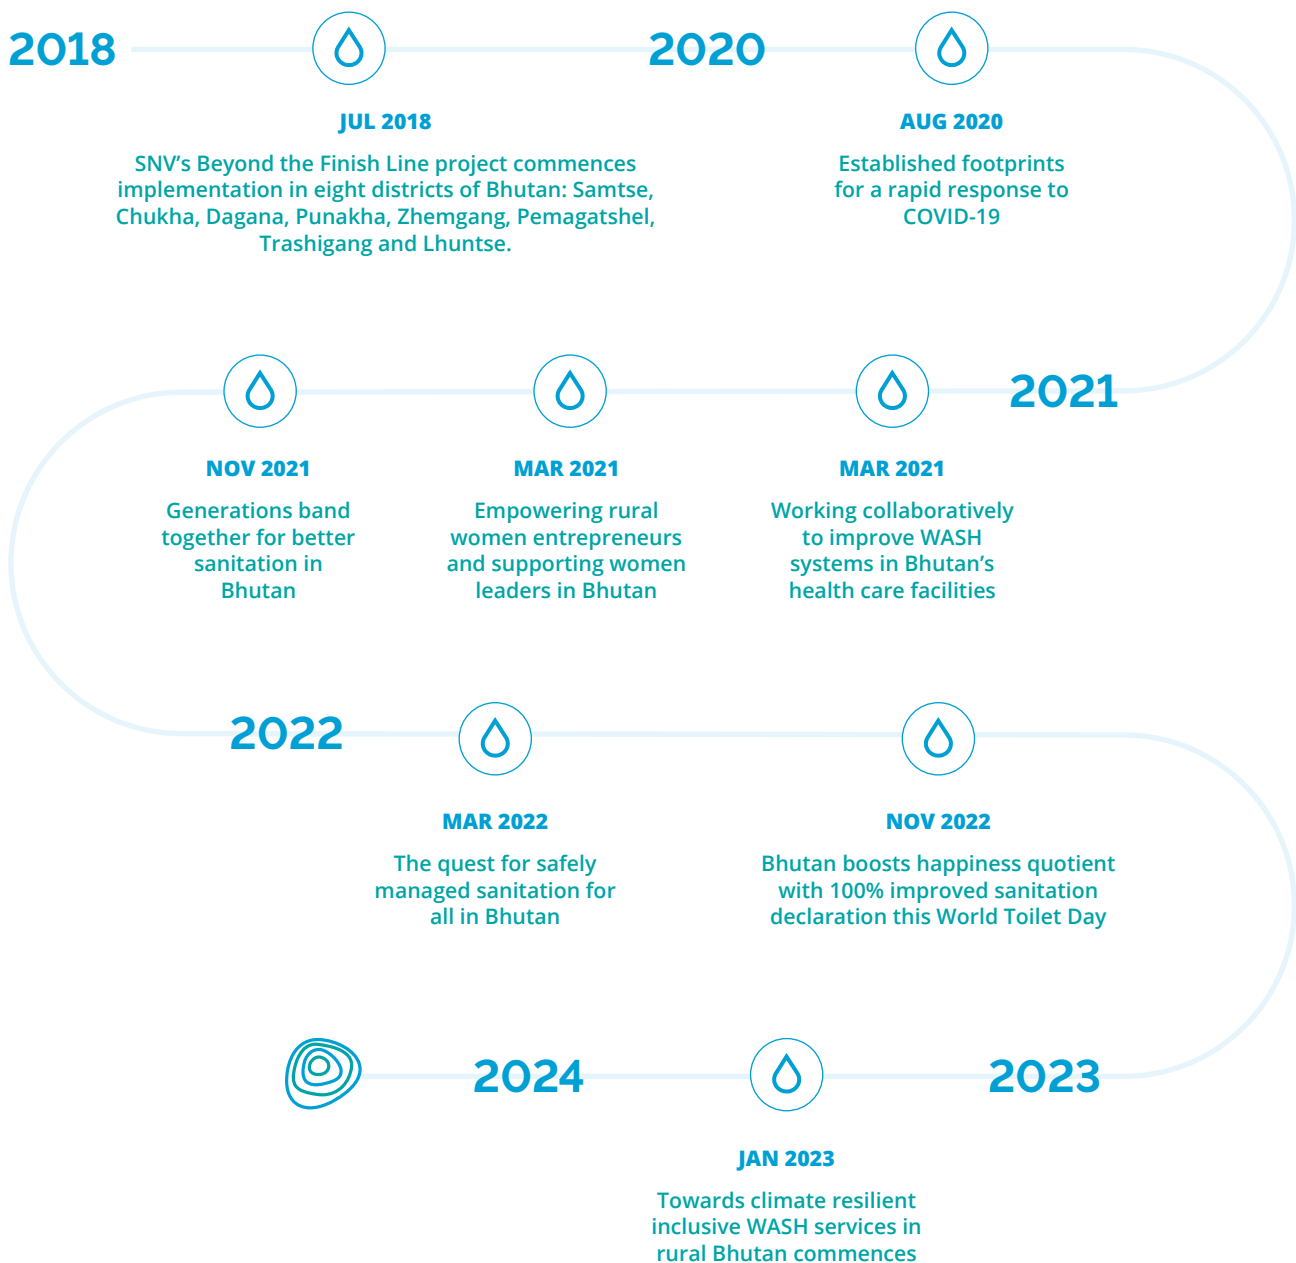 2018
JUL 2018
SNV’s Beyond the Finish Line project commences
implementation in eight districts of Bhutan: Samtse,
Chukha, Dagana, Punakha, Zhemgang, Pemagatshel,
Trashigang and Lhuntse.
2020
AUG 2020
Established footprints
for a rapid response to
COVID-19
2021
MAR 2021
Working collaboratively
to improve WASH
systems in Bhutan’s
health care facilities
MAR 2021
Empowering rural
women entrepreneurs
and supporting women
leaders in Bhutan
NOV 2021
Generations band
together for better
sanitation in
Bhutan
2022
MAR 2022
The quest for safely
managed sanitation for
all in Bhutan
NOV 2022
Bhutan boosts happiness quotient
with 100% improved sanitation
declaration this World Toilet Day
2023
JAN 2023
Towards climate resilient
inclusive WASH services in
rural Bhutan commences
2024